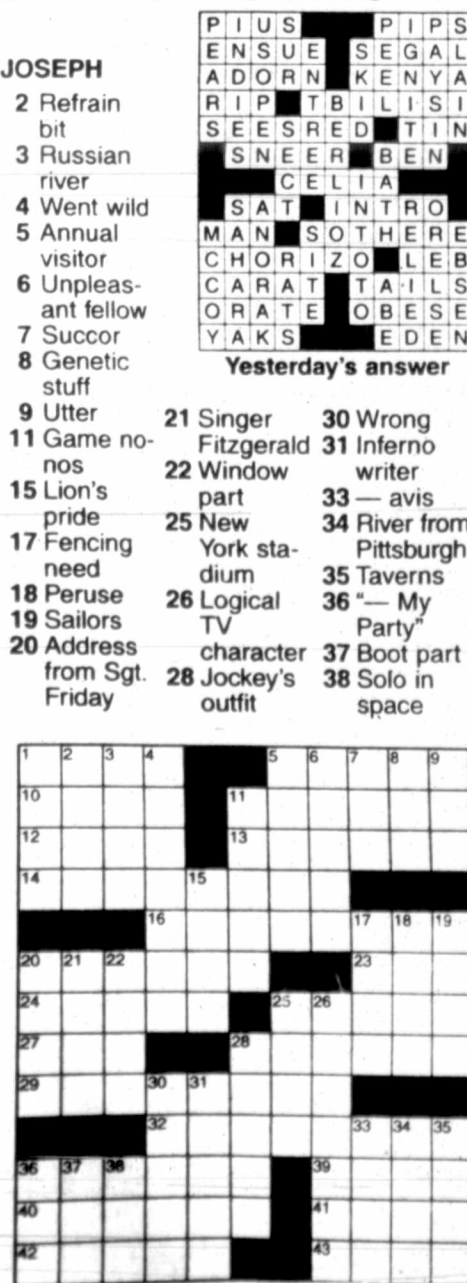 JOSEPH
2 Refrain
bit
3 Russian
river
4 Went wild
5 Annual
visitor
6 Unpleas-
ant fellow
7 Succor
8 Genetic
stuff
9 Utter
11 Game no-
nos
15 Lion's
pride
17 Fencing
need
18 Peruse
19 Sailors
20 Address
from Sgt.
Friday
P I U S P I P S
E N S U E S E G A L
A D O R N K E N Y A
R I P T B I L I S I
S E E S R E D T I N
S N E E R B E N
C E L I A
S A T I N T R O
M A N S O T H E R E
C H O R I Z O L E B
C A R A T T A I L S
O R A T E O B E S E
Y A K S E D E N
Yesterday's answer
21 Singer
Fitzgerald
22 Window
part
25 New
York sta-
dium
26 Logical
TV
character
28 Jockey's
outfit
30 Wrong
31 Inferno
writer
33 — avis
34 River from
Pittsburgh
35 Taverns
36 "— My
Party"
37 Boot part
38 Solo in
space
1 2 3 4 5 6 7 8 9
10 11
12 13
14 15
16 17 18 19
20 21 22 23
24 25 26
27 28
29 30 31
32 33 34 35
36 37 38 39
40 41
42 43